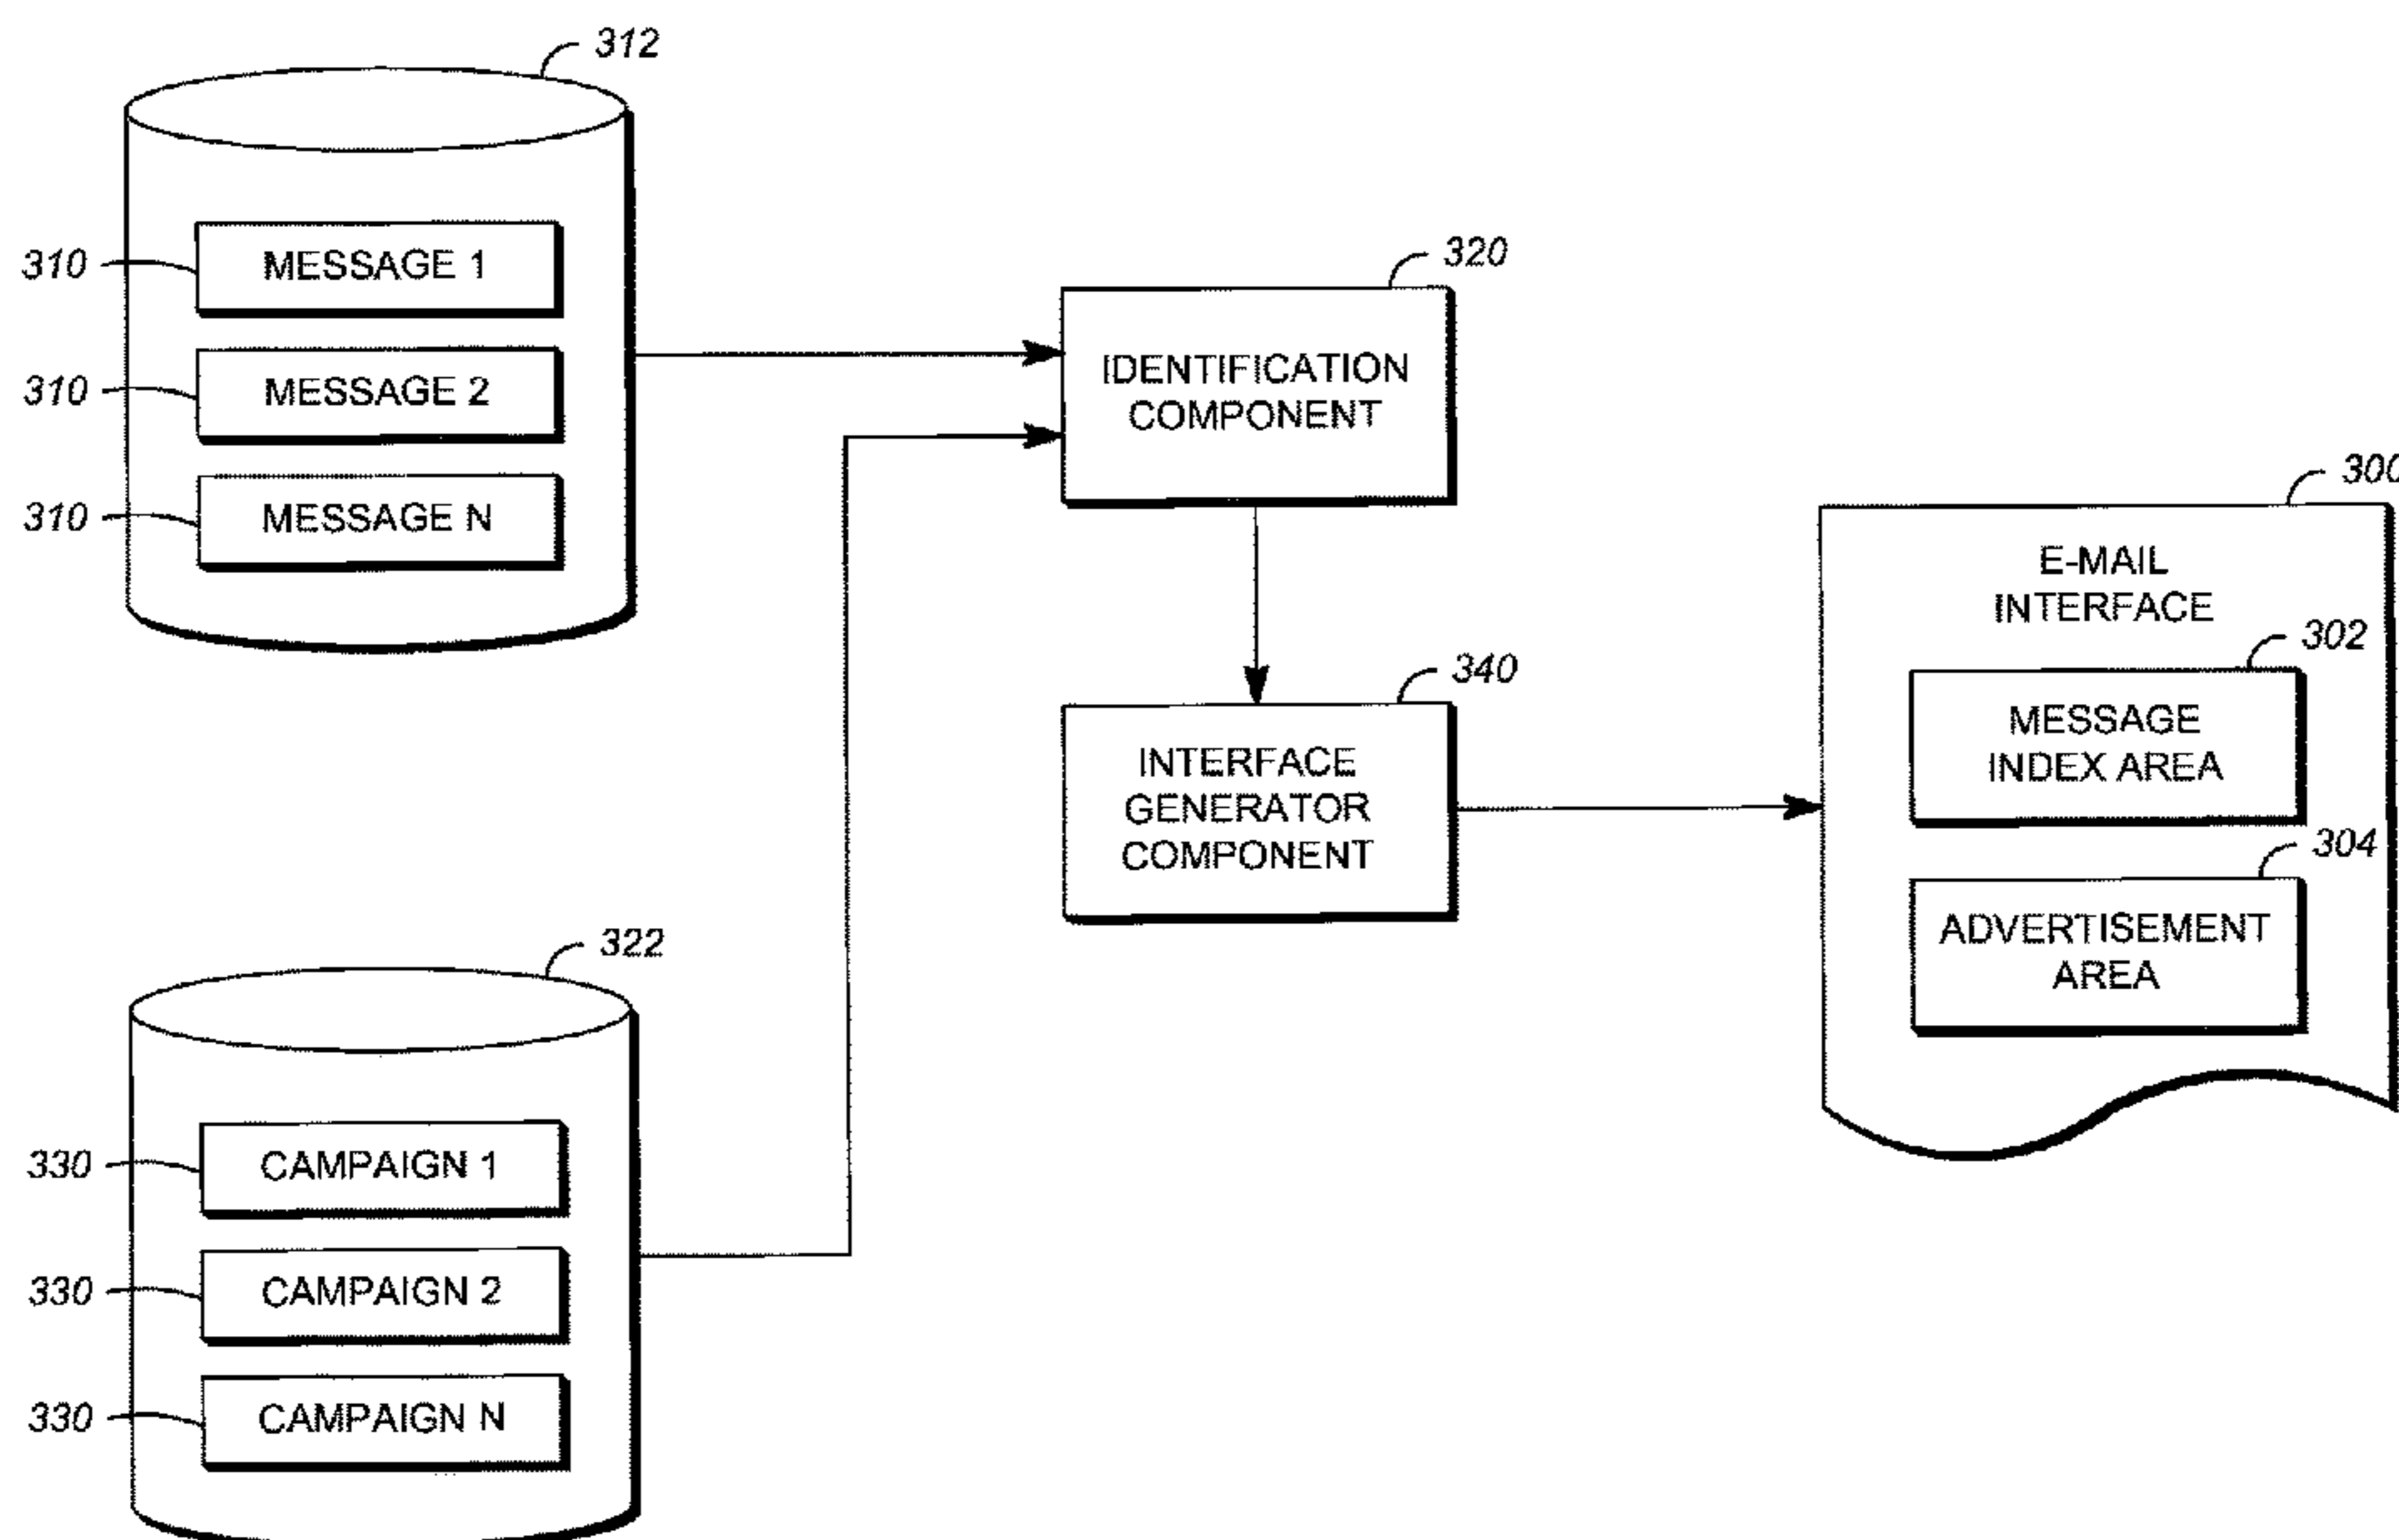 312
310
MESSAGE 1
310
MESSAGE 2
310
MESSAGE N
320
IDENTIFICATION
COMPONENT
340
INTERFACE
GENERATOR
COMPONENT
300
E-MAIL
INTERFACE
302
MESSAGE
INDEX AREA
304
ADVERTISEMENT
AREA
322
330
CAMPAIGN 1
330
CAMPAIGN 2
330
CAMPAIGN N